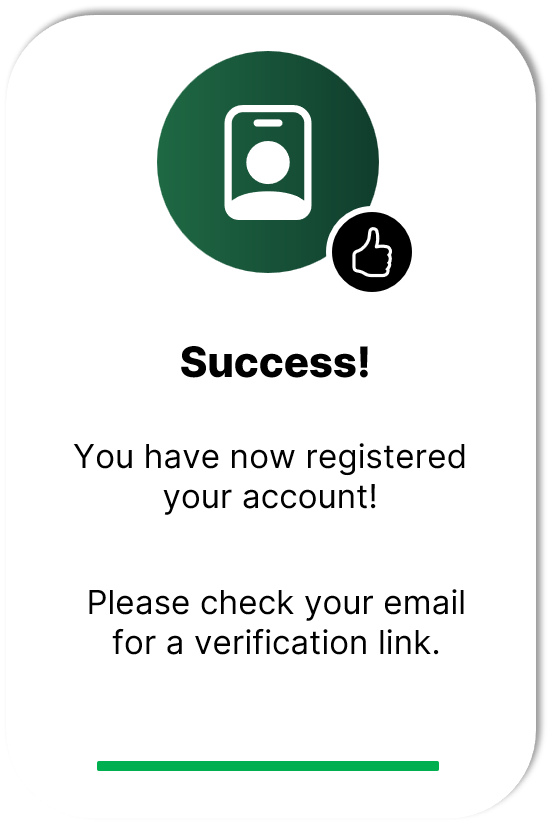 Success!
You have now registered
your account!
Please check your email
for a verification link.